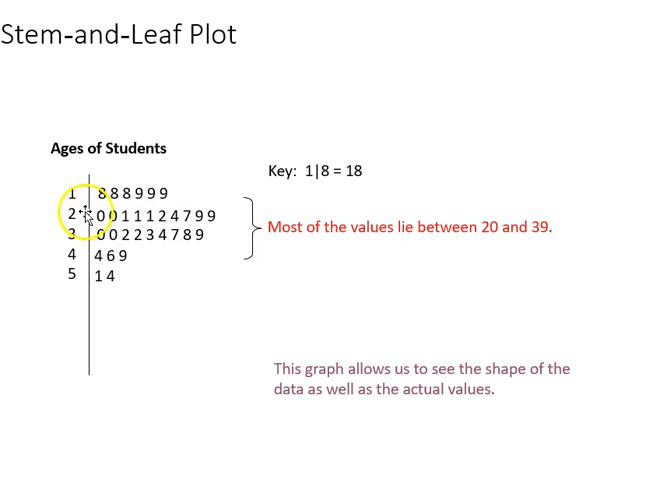 Stem-and-Leaf Plot
Ages of Students
Key: 1|8 = 18
1 8 8 8 9 9 9
2 0 0 1 1 1 2 4 7 9 9
3 0 0 2 2 3 4 7 8 9
4 4 6 9
5 1 4
Most of the values lie between 20 and 39.
This graph allows us to see the shape of the
data as well as the actual values.